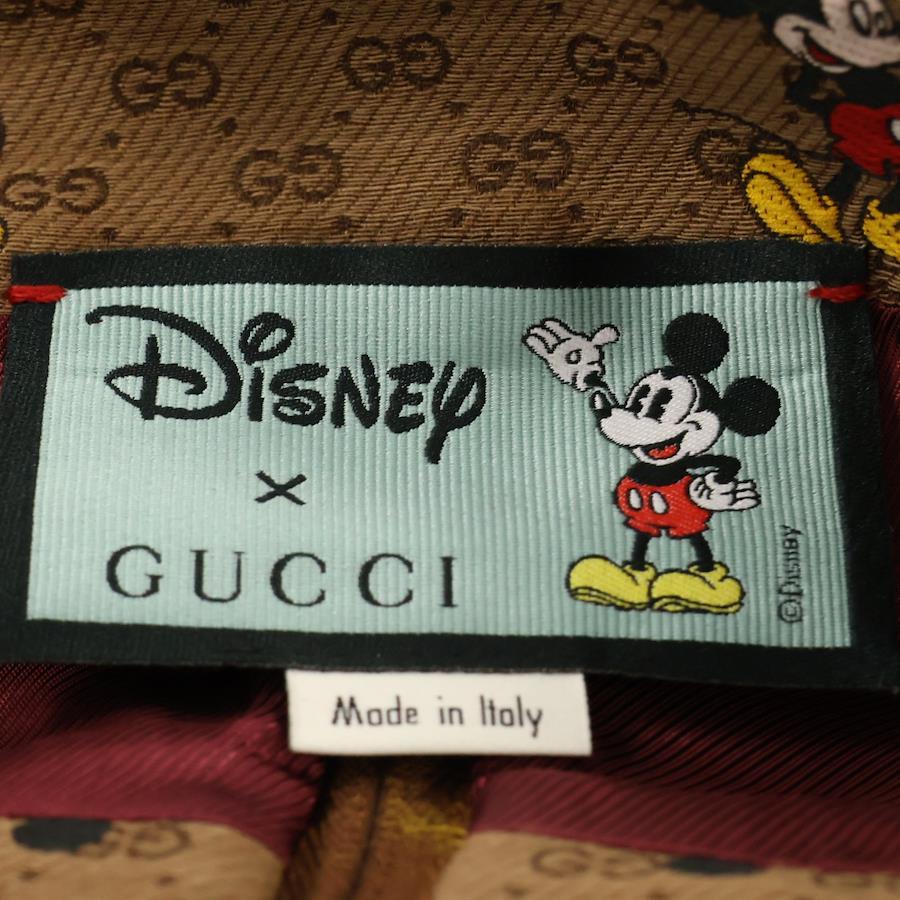 Disney
×
GUCCI
©Disney
Made in Italy